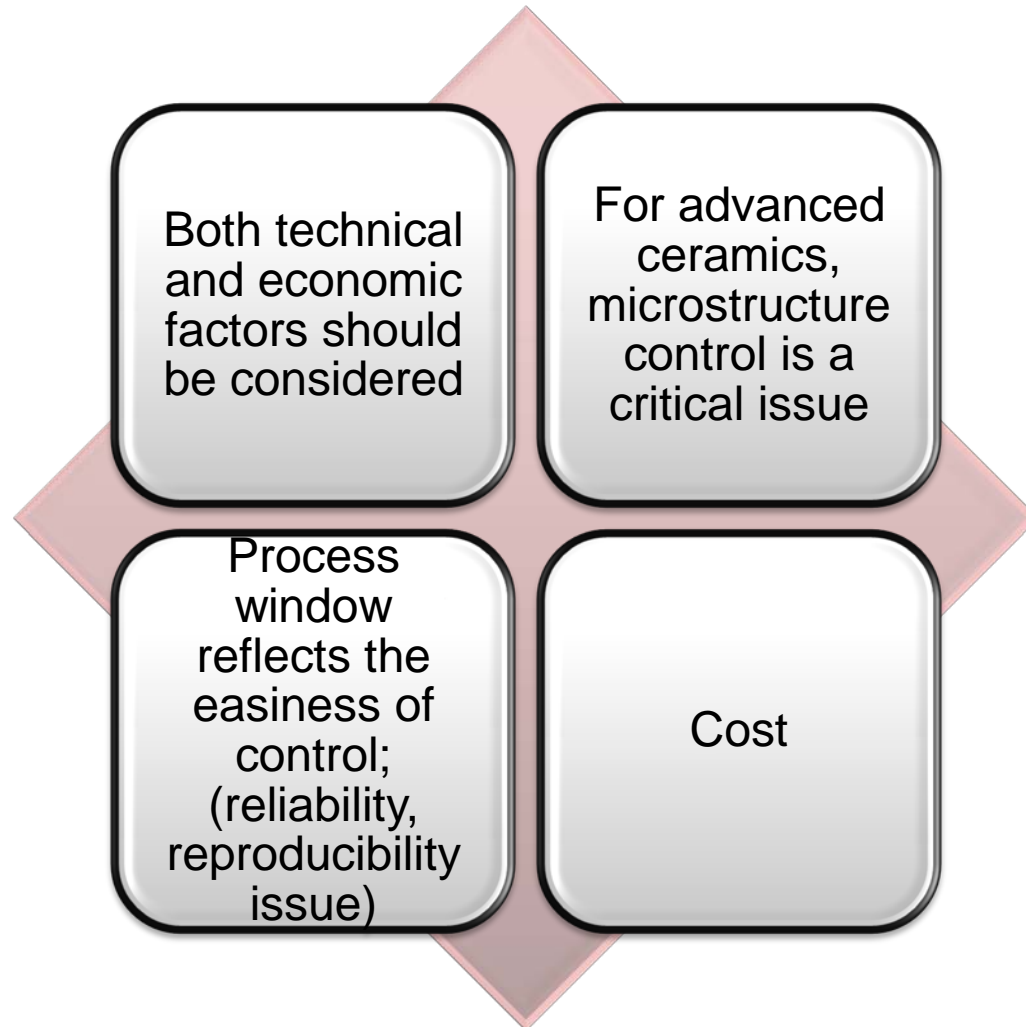 Both technical
and economic
factors should
be considered
For advanced
ceramics,
microstructure
control is a
critical issue
Process
window
reflects the
easiness of
control;
(reliability,
reproducibility
issue)
Cost